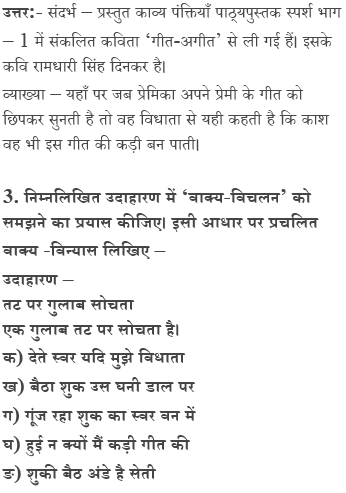 उत्तर:- संदर्भ – प्रस्तुत काव्य पंक्तियाँ पाठ्यपुस्तक स्पर्श भाग
– 1 में संकलित कविता ‘गीत-अगीत’ से ली गई हैं। इसके
कवि रामधारी सिंह दिनकर है।
व्याख्या – यहाँ पर जब प्रेमिका अपने प्रेमी के गीत को
छिपकर सुनती है तो वह विधाता से यही कहती है कि काश
वह भी इस गीत की कड़ी बन पाती।
3. निम्नलिखित उदाहारण में ‘वाक्य-विचलन’ को
समझने का प्रयास कीजिए। इसी आधार पर प्रचलित
वाक्य -विन्यास लिखिए –
उदाहारण –
तट पर गुलाब सोचता
एक गुलाब तट पर सोचता है।
क) देते स्वर यदि मुझे विधाता
ख) बैठा शुक उस घनी डाल पर
ग) गूंज रहा शुक का स्वर वन में
घ) हुई न क्यों मैं कड़ी गीत की
ङ) शुकी बैठ अंडे है सेती